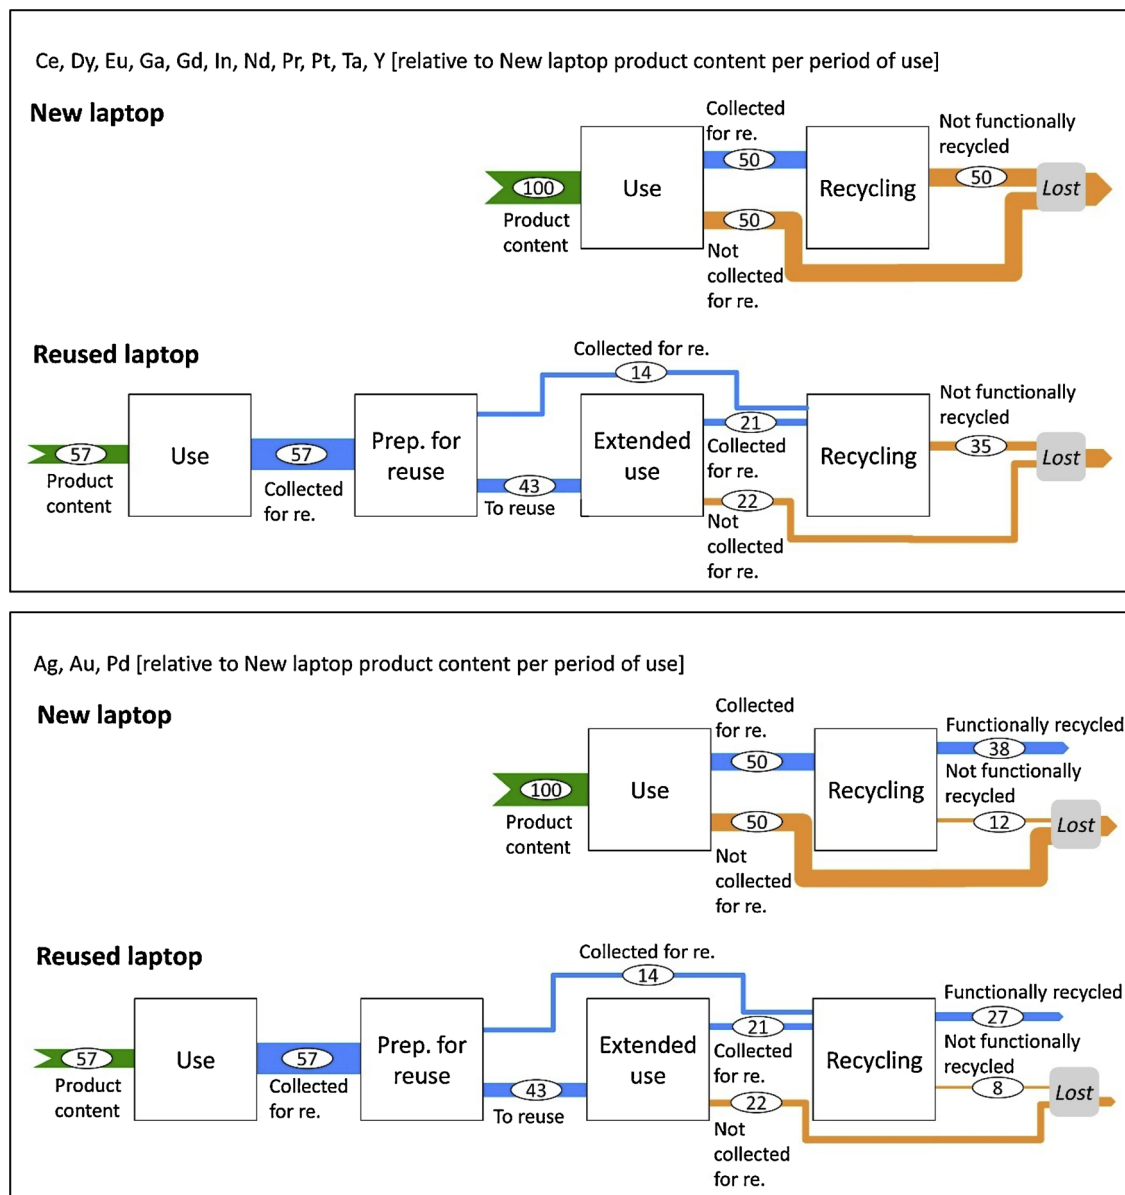 Ce, Dy, Eu, Ga, Gd, In, Nd, Pr, Pt, Ta, Y [relative to New laptop product content per period of use]
New laptop
100
Product
content
Use
Collected
for re.
50
50
Not
collected
for re.
Recycling
Not functionally
recycled
50
Lost
Reused laptop
57
Product
content
Use
57
Collected
for re.
Prep. for
reuse
Collected for re.
14
43
To reuse
Extended
use
21
Collected
for re.
22
Not
collected
for re.
Recycling
Not functionally
recycled
35
Lost
Ag, Au, Pd [relative to New laptop product content per period of use]
New laptop
100
Product
content
Use
Collected
for re.
50
50
Not
collected
for re.
Recycling
Functionally recycled
38
Not functionally
recycled
12
Lost
Reused laptop
57
Product
content
Use
57
Collected
for re.
Prep. for
reuse
Collected for re.
14
43
To reuse
Extended
use
21
Collected
for re.
22
Not
collected
for re.
Recycling
Functionally recycled
27
Not functionally
recycled
8
Lost